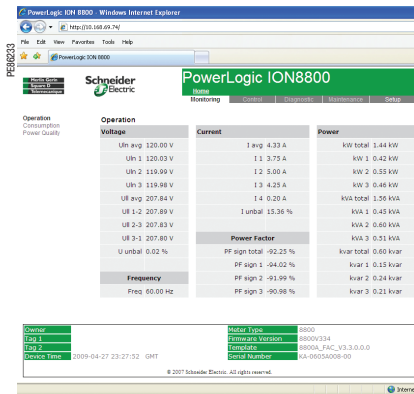 PowerLogic ION 8800 - Windows Internet Explorer
http://10.168.69.74/
File Edit View Favorites Tools Help
PowerLogic ION 8800
PE86233
Merlin Gerin
Square D
Telemecanique
Schneider
Electric
PowerLogic ION8800
Home
Monitoring Control Diagnostic Maintenance Setup
Operation
Consumption
Power Quality
Operation
Voltage
Uln avg 120.00 V
Uln 1 120.03 V
Uln 2 119.99 V
Uln 3 119.98 V
Ull avg 207.84 V
Ull 1-2 207.89 V
Ull 2-3 207.83 V
Ull 3-1 207.80 V
U unbal 0.02 %
Frequency
Freq 60.00 Hz
Current
I avg 4.33 A
I 1 3.75 A
I 2 5.00 A
I 3 4.25 A
I 4 0.20 A
I unbal 15.36 %
Power Factor
PF sign total -92.25 %
PF sign 1 -94.02 %
PF sign 2 -91.99 %
PF sign 3 -90.98 %
Power
kW total 1.44 kW
kW 1 0.42 kW
kW 2 0.55 kW
kW 3 0.46 kW
kVA total 1.56 kVA
kVA 1 0.45 kVA
kVA 2 0.60 kVA
kVA 3 0.51 kVA
kvar total 0.60 kvar
kvar 1 0.15 kvar
kvar 2 0.24 kvar
kvar 3 0.21 kvar
Owner
Tag 1
Tag 2
Device Time 2009-04-27 23:27:52 GMT
Meter Type 8800
Firmware Version 8800V334
Template 8800A_FAC_V3.3.0.0.0
Serial Number KA-0605A008-00
© 2007 Schneider Electric. All rights reserved.
Interne